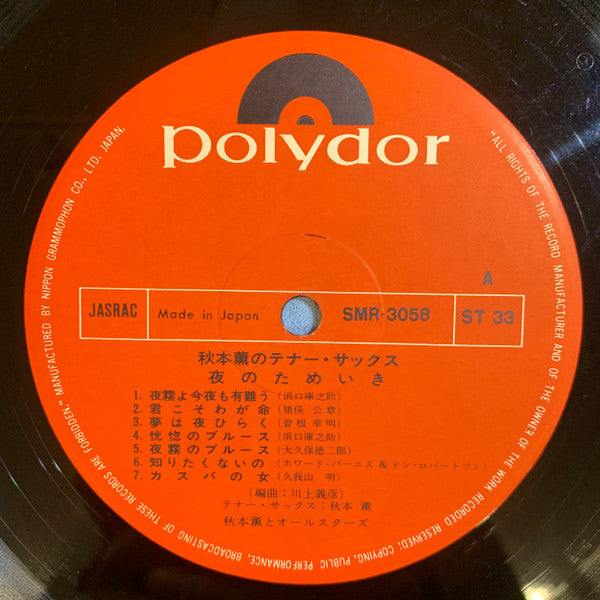 polydor
"ALL RIGHTS OF THE RECORD MANUFACTURER AND OF THE OWNER OF THE WORK RECORDED RESERVED; COPYING, PUBLIC PERFORMANCE, BROADCASTING OF THESE RECORDS ARE FORBIDDEN" MANUFACTURED BY NIPPON GRAMMOPHON CO., LTD. JAPAN.
A
JASRAC Made in Japan SMR-3058 ST 33
秋本薫のテナー・サックス
夜のためいき
1. 夜霧よ今夜も有難う(浜口庫之助)
2. 君こそわが命(猪俣 公章)
3. 夢は夜ひらく(曽根 幸明)
4. 恍惚のブルース(浜口庫之助)
5. 夜霧のブルース(大久保徳二郎)
6. 知りたくないの(ホワード・バーニス&ドン・ロバートソン)
7. カスバの女(久我山 明)
(編曲:川上義彦)
テナー・サックス;秋本 薫
秋本薫とオールスターズ